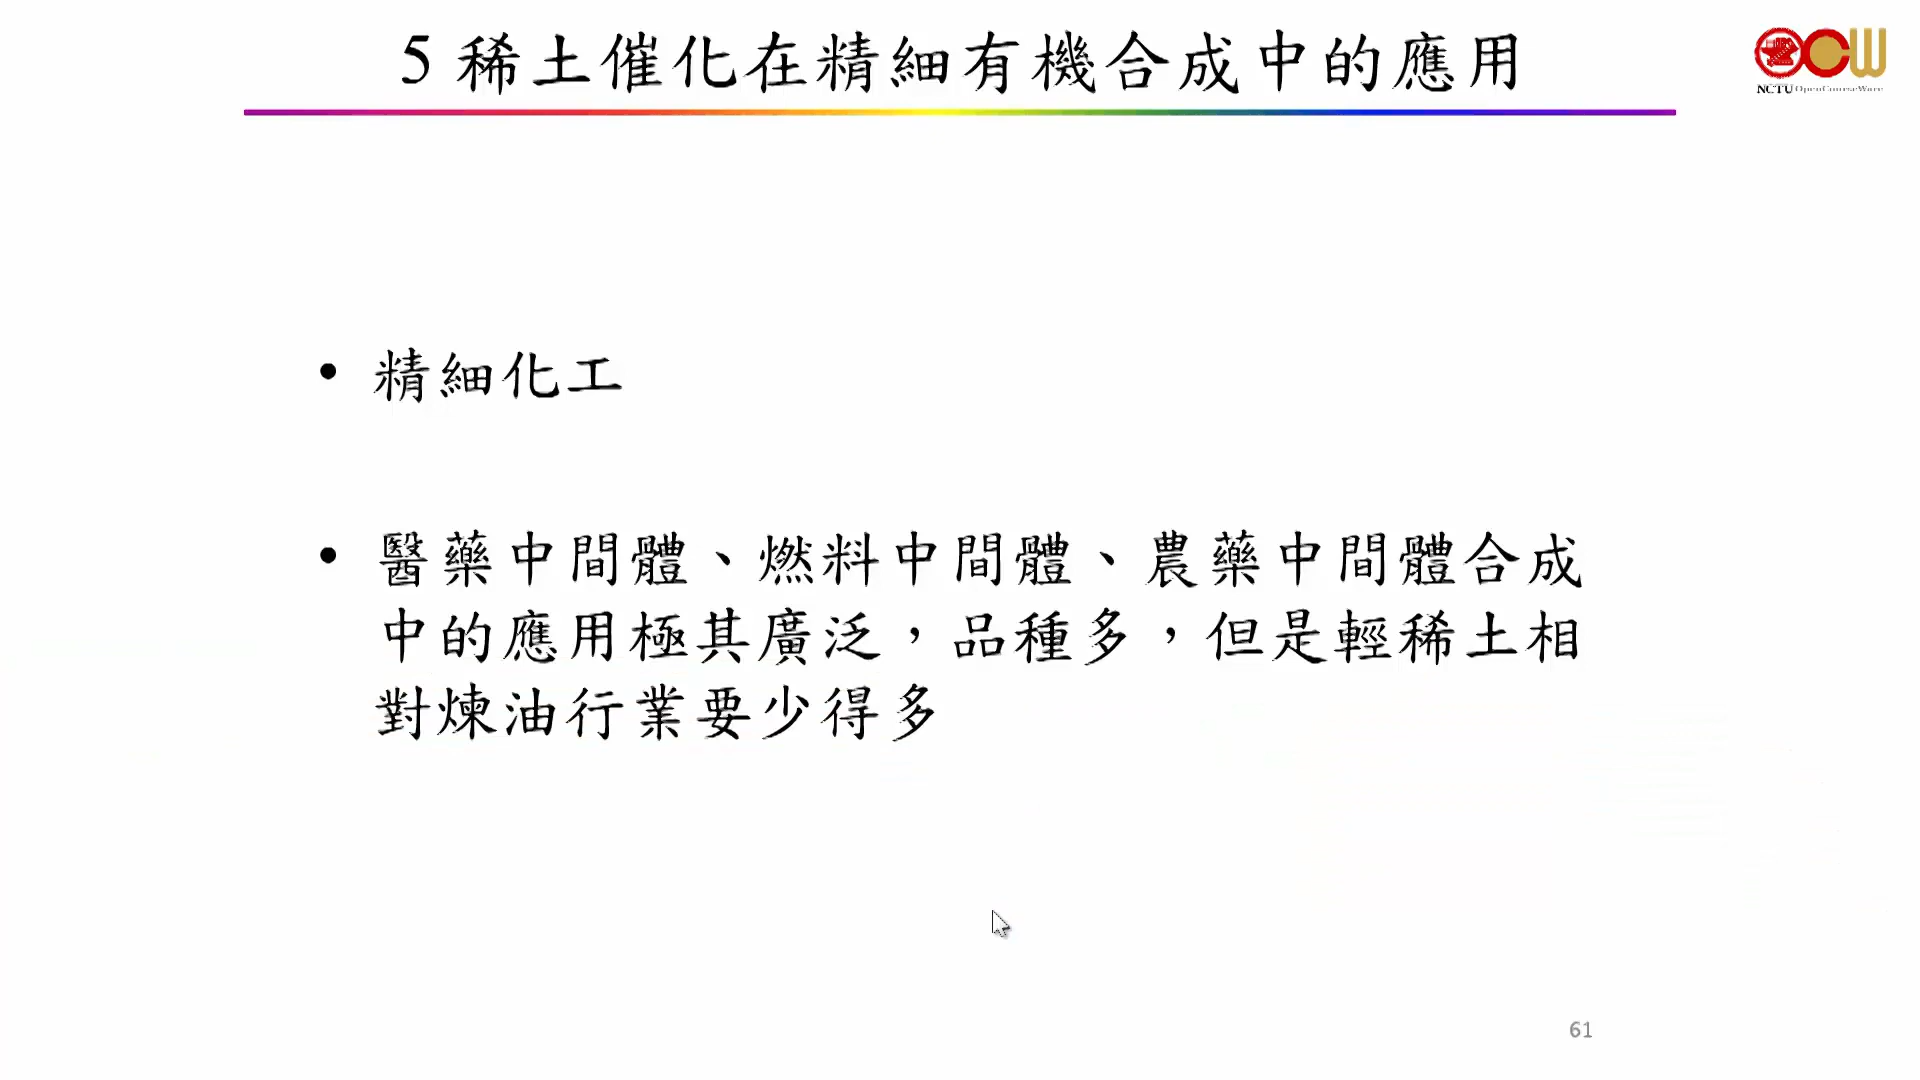 5 稀土催化在精細有機合成中的應用
NCTU OpenCourseWare
• 精細化工
• 醫藥中間體、燃料中間體、農藥中間體合成
中的應用極其廣泛，品種多，但是輕稀土相
對煉油行業要少得多
61